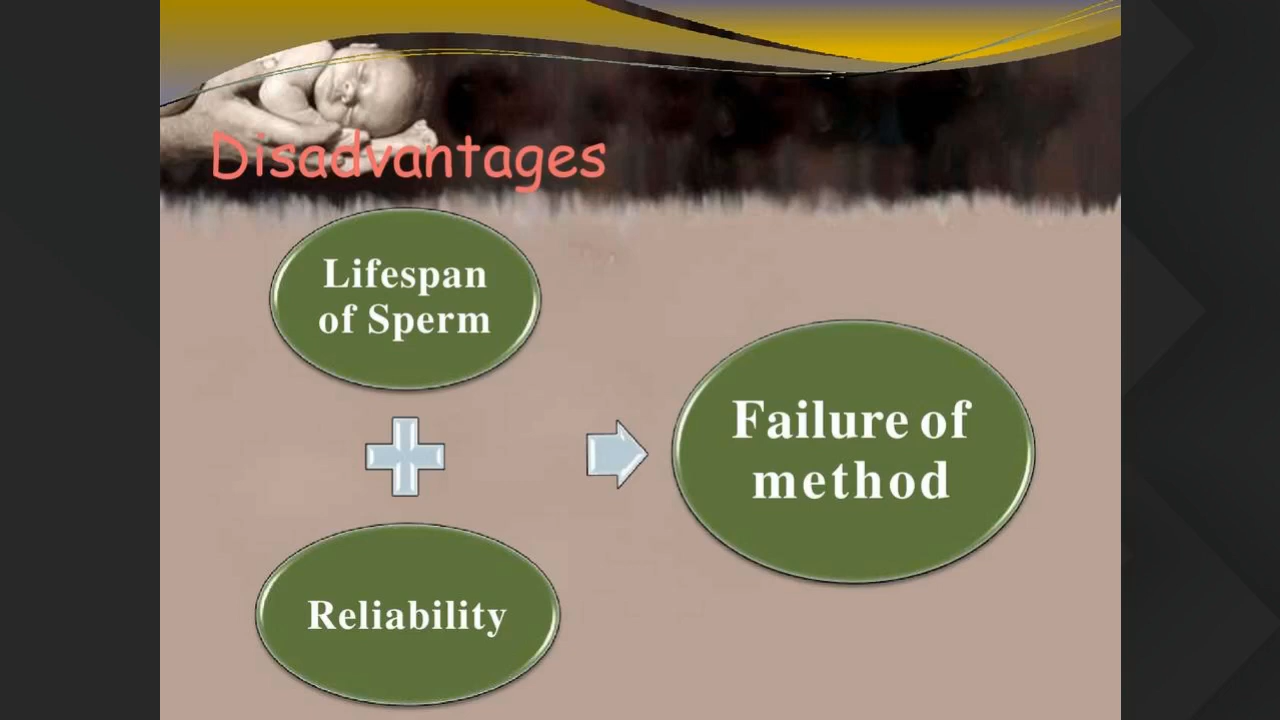 Disadvantages
Lifespan
of Sperm
Reliability
Failure of
method